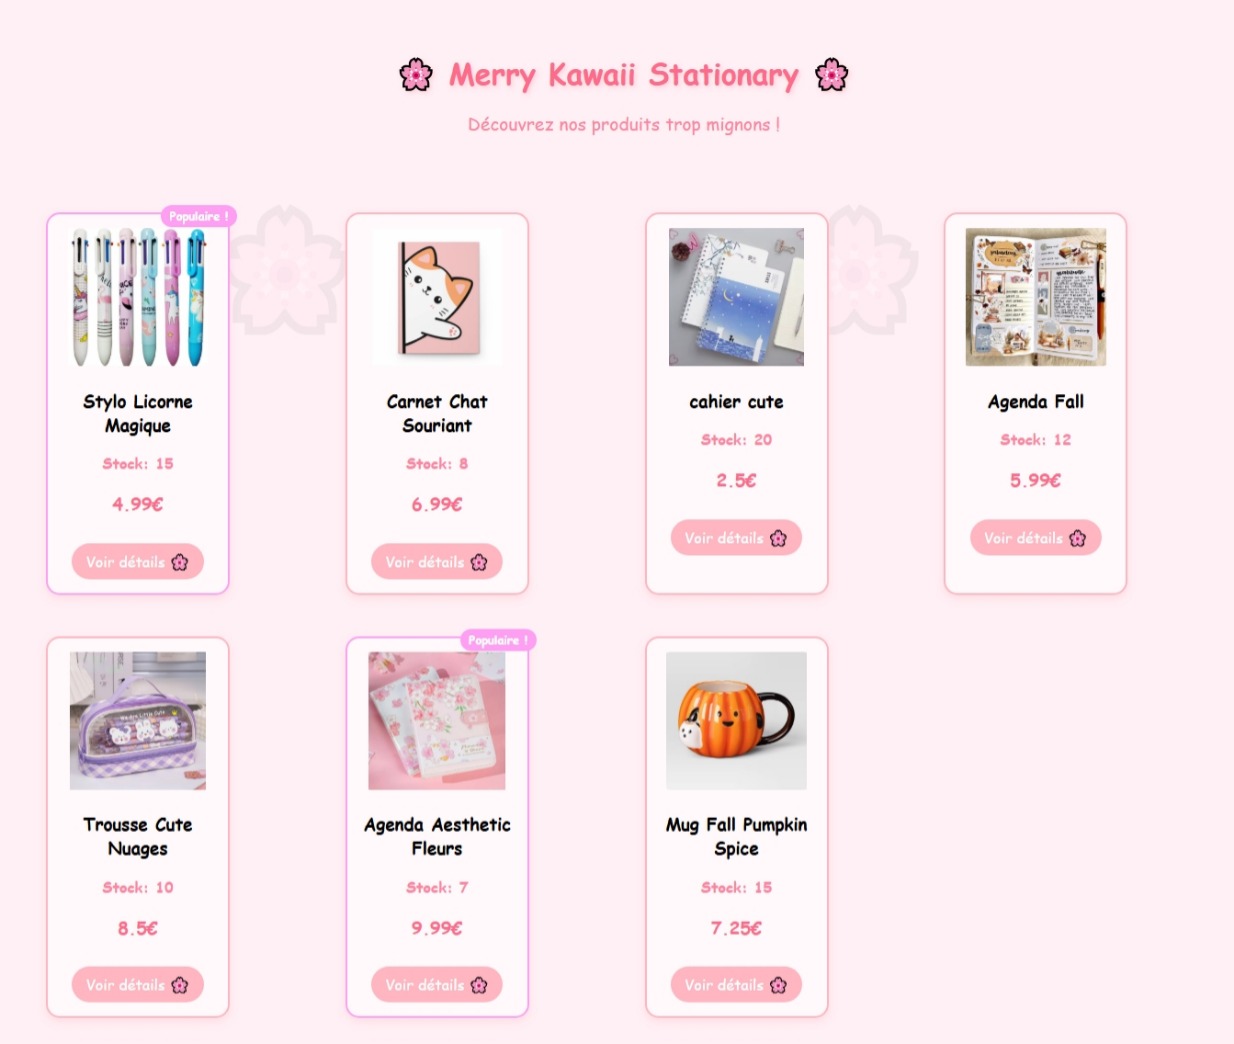 Merry Kawaii Stationary
Découvrez nos produits trop mignons !
Populaire !
Stylo Licorne
Magique
Stock: 15
4.99€
Voir détails
Carnet Chat
Souriant
Stock: 8
6.99€
Voir détails
cahier cute
Stock: 20
2.5€
Voir détails
Agenda Fall
Stock: 12
5.99€
Voir détails
Trousse Cute
Nuages
Stock: 10
8.5€
Voir détails
Populaire !
Agenda Aesthetic
Fleurs
Stock: 7
9.99€
Voir détails
Mug Fall Pumpkin
Spice
Stock: 15
7.25€
Voir détails